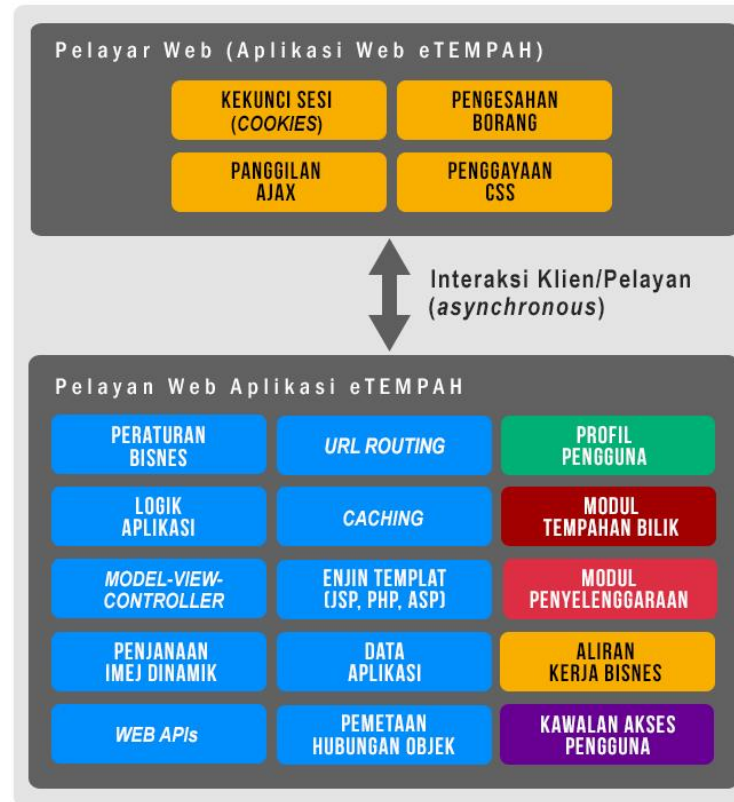 Pelayar Web (Aplikasi Web eTEMPAH)
KEKUNCI SESI
(COOKIES)
PENGESAHAN
BORANG
PANGGILAN
AJAX
PENGGAYAAN
CSS
Interaksi Klien/Pelayan
(asynchronous)
Pelayan Web Aplikasi eTEMPAH
PERATURAN
BISNES
URL ROUTING
PROFIL
PENGGUNA
LOGIK
APLIKASI
CACHING
MODUL
TEMPAHAN BILIK
MODEL-VIEW-
CONTROLLER
ENJIN TEMPLAT
(JSP, PHP, ASP)
MODUL
PENYELENGGARAAN
PENJANAAN
IMEJ DINAMIK
DATA
APLIKASI
ALIRAN
KERJA BISNES
WEB APIs
PEMETAAN
HUBUNGAN OBJEK
KAWALAN AKSES
PENGGUNA